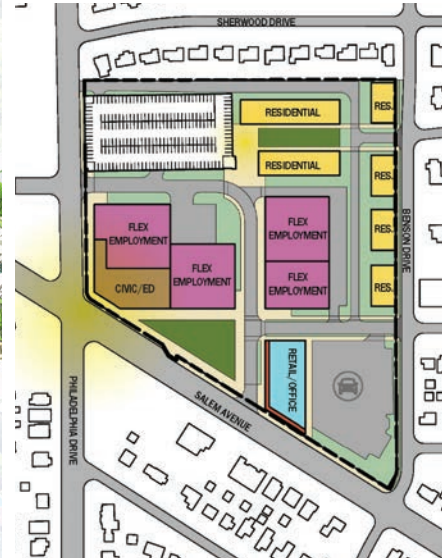 SHERWOOD DRIVE
RESIDENTIAL
RES.
RESIDENTIAL
RES.
FLEX
EMPLOYMENT
FLEX
EMPLOYMENT
RES.
BENSON DRIVE
CIVIC/ED
FLEX
EMPLOYMENT
FLEX
EMPLOYMENT
RES.
RETAIL/OFFICE
PHILADELPHIA DRIVE
SALEM AVENUE